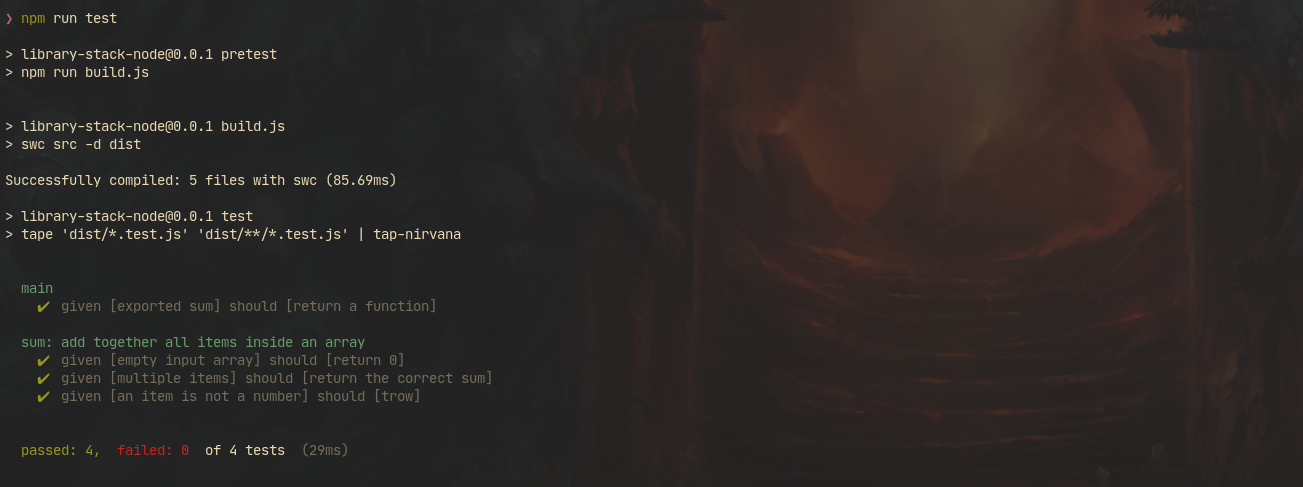 ❯ npm run test
> library-stack-node@0.0.1 pretest
> npm run build.js
> library-stack-node@0.0.1 build.js
> swc src -d dist
Successfully compiled: 5 files with swc (85.69ms)
> library-stack-node@0.0.1 test
> tape 'dist/*.test.js' 'dist/**/*.test.js' | tap-nirvana
main
✔ given [exported sum] should [return a function]
sum: add together all items inside an array
✔ given [empty input array] should [return 0]
✔ given [multiple items] should [return the correct sum]
✔ given [an item is not a number] should [trow]
passed: 4, failed: 0 of 4 tests (29ms)